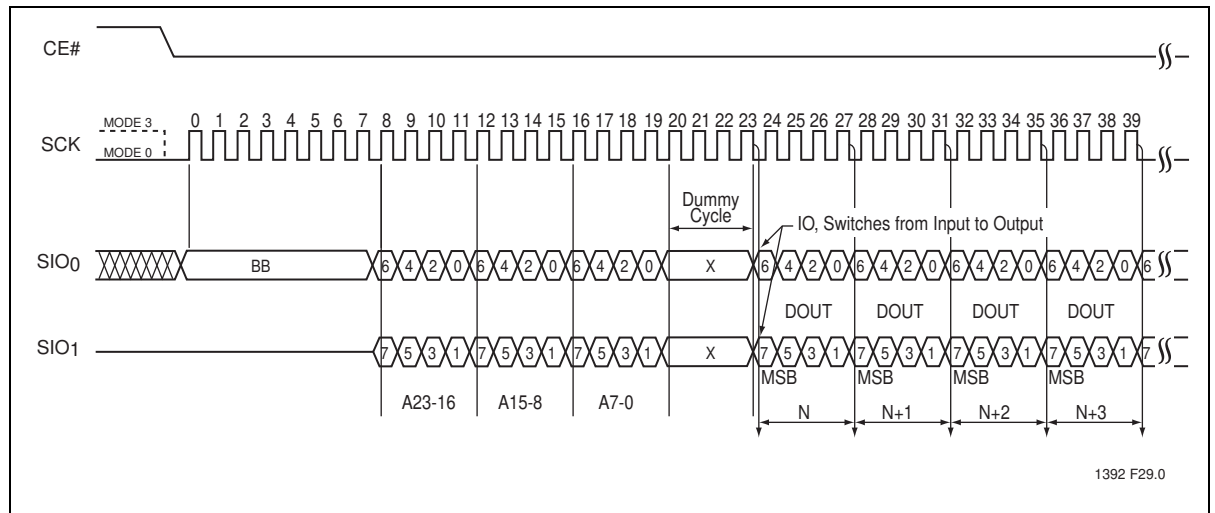 CE#
MODE 3
0 1 2 3 4 5 6 7 8 9 10 11 12 13 14 15 16 17 18 19 20 21 22 23 24 25 26 27 28 29 30 31 32 33 34 35 36 37 38 39
SCK
MODE 0
Dummy
Cycle
IO, Switches from Input to Output
SIO0
BB
6 4 2 0 6 4 2 0 6 4 2 0 X 6 4 2 0 6 4 2 0 6 4 2 0 6 4 2 0 6
DOUT DOUT DOUT DOUT
SIO1
7 5 3 1 7 5 3 1 7 5 3 1 X 7 5 3 1 7 5 3 1 7 5 3 1 7 5 3 1 7
MSB MSB MSB MSB
A23-16 A15-8 A7-0
N N+1 N+2 N+3
1392 F29.0